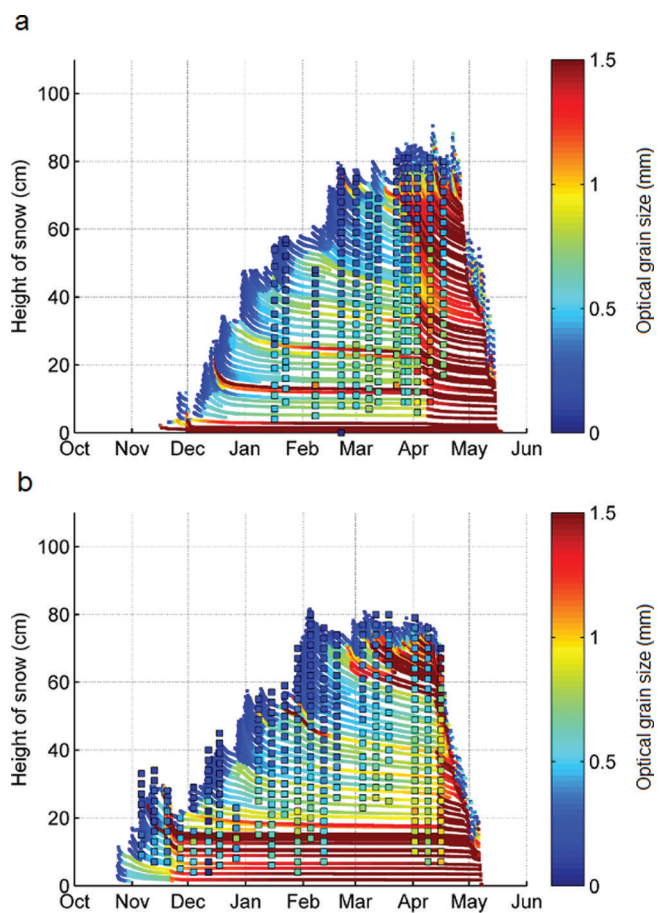 a
100
80
60
40
20
0
Height of snow (cm)
Oct Nov Dec Jan Feb Mar Apr May Jun
1.5
1
0.5
0
Optical grain size (mm)
b
100
80
60
40
20
0
Height of snow (cm)
Oct Nov Dec Jan Feb Mar Apr May Jun
1.5
1
0.5
0
Optical grain size (mm)